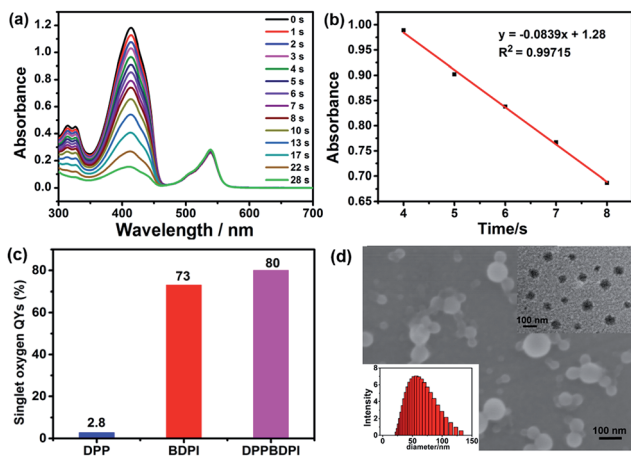 (a)
Absorbance
1.2
1.0
0.8
0.6
0.4
0.2
0.0
300 400 500 600 700
Wavelength / nm
0 s
1 s
2 s
3 s
4 s
5 s
6 s
7 s
8 s
10 s
13 s
17 s
22 s
28 s
(b)
Absorbance
1.00
0.95
0.90
0.85
0.80
0.75
0.70
0.65
y = -0.0839x + 1.28
R² = 0.99715
4 5 6 7 8
Time/s
(c)
Singlet oxygen QYs (%)
80
60
40
20
0
2.8
73
80
DPP BDPI DPPBDPI
(d)
100 nm
Intensity
8
6
4
2
0
0 50 100 150
diameter/nm
100 nm